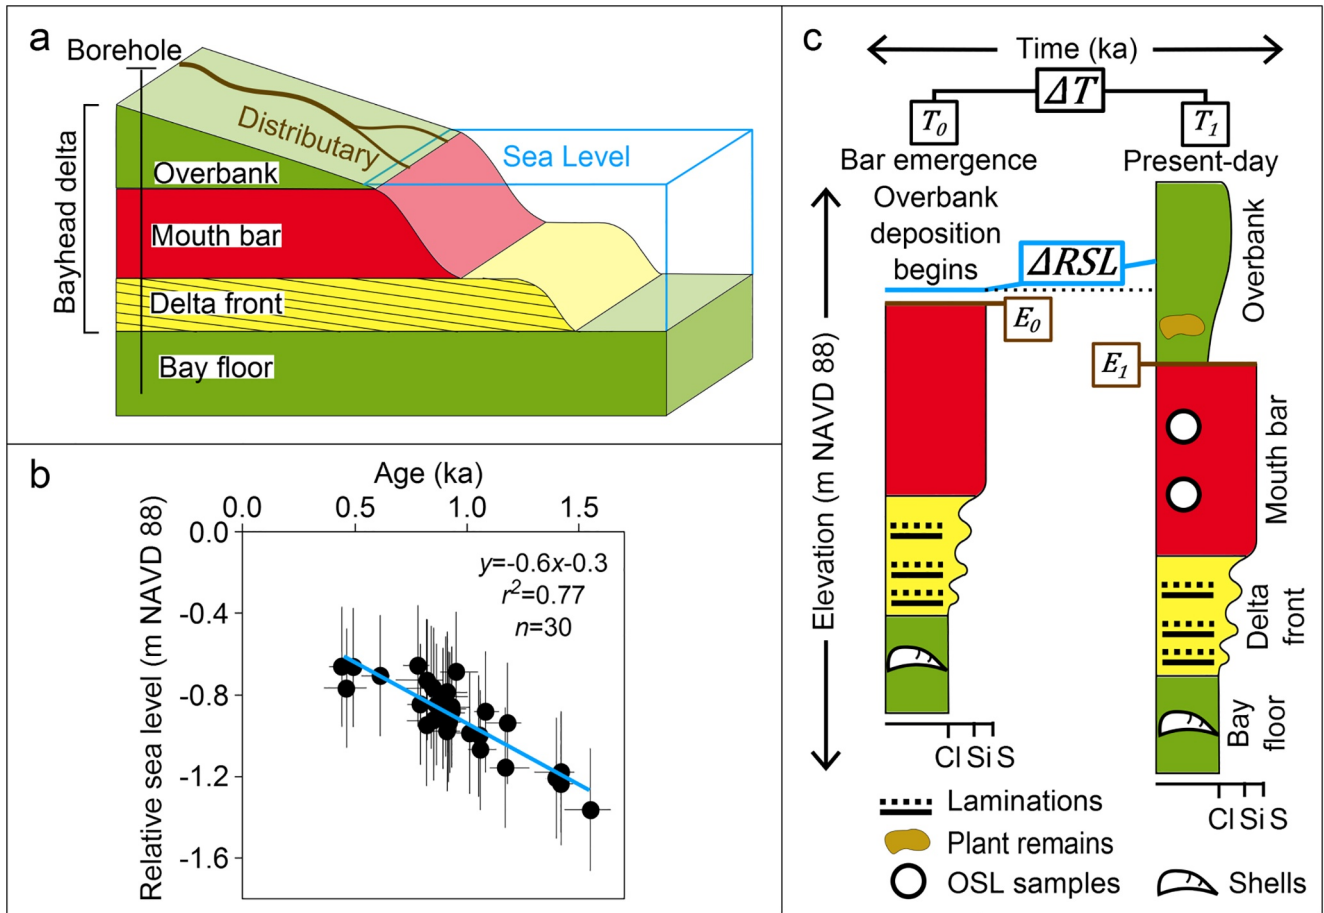 a
Borehole
Bayhead delta
Distributary
Sea Level
Overbank
Mouth bar
Delta front
Bay floor
b
Age (ka)
0.0 0.5 1.0 1.5
Relative sea level (m NAVD 88)
0.0
-0.4
-0.8
-1.2
-1.6
y=-0.6x-0.3
r²=0.77
n=30
c
Time (ka)
ΔT
T₀ T₁
Bar emergence Present-day
Overbank
deposition
begins
ΔRSL
E₀
E₁
Elevation (m NAVD 88)
Overbank
Mouth bar
Delta
front
Bay
floor
Cl Si S
Cl Si S
Laminations
Plant remains
OSL samples
Shells